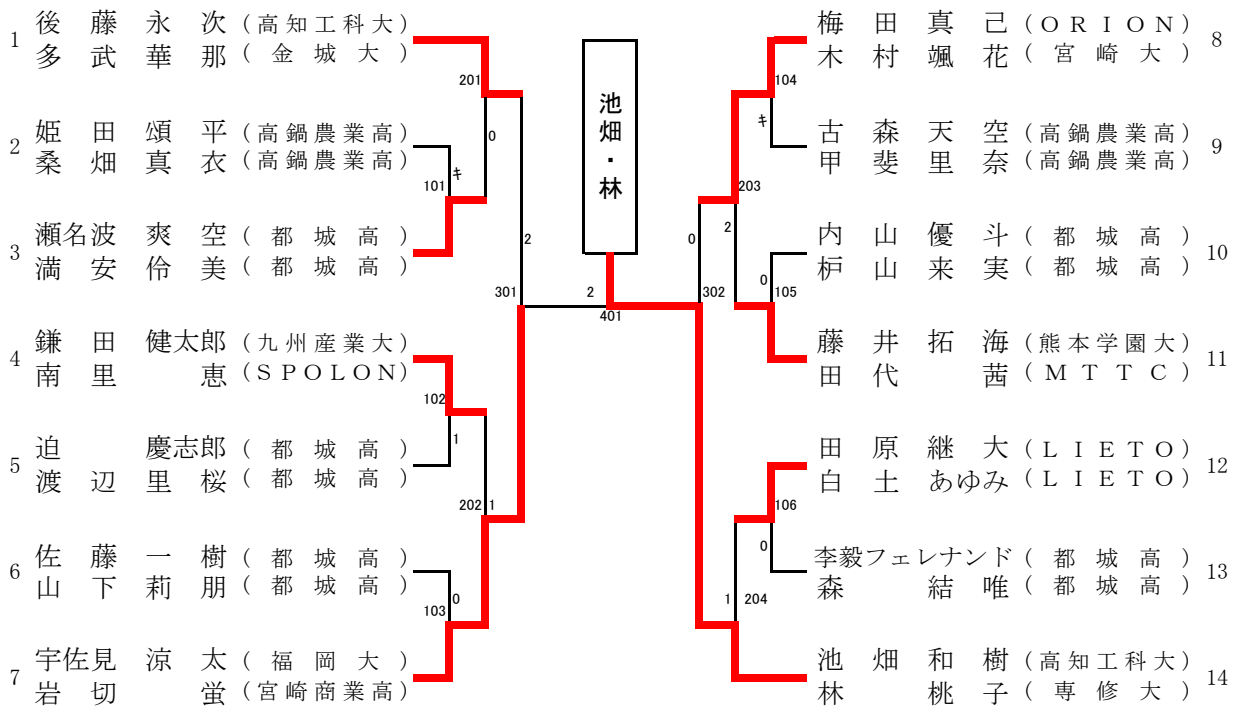 1
後藤永次(高知工科大)
多武華那(金城大)
2
姫田頌平(高鍋農業高)
桑畑真衣(高鍋農業高)
3
瀬名波爽空(都城高)
満安伶美(都城高)
4
鎌田健太郎(九州産業大)
南里恵(SPOLON)
5
迫慶志郎(都城高)
渡辺里桜(都城高)
6
佐藤一樹(都城高)
山下莉朋(都城高)
7
宇佐見涼太(福岡大)
岩切蛍(宮崎商業高)
201
0
101
キ
102
1
202
1
103
0
301
2
池畑・林
2
401
0
302
104
キ
203
2
0
105
106
0
1
204
梅田真己(ORION)
木村颯花(宮崎大)
8
古森天空(高鍋農業高)
甲斐里奈(高鍋農業高)
9
内山優斗(都城高)
枦山来実(都城高)
10
藤井拓海(熊本学園大)
田代茜(MTTC)
11
田原継大(LIETO)
白土あゆみ(LIETO)
12
李毅フェレナンド(都城高)
森結唯(都城高)
13
池畑和樹(高知工科大)
林桃子(専修大)
14